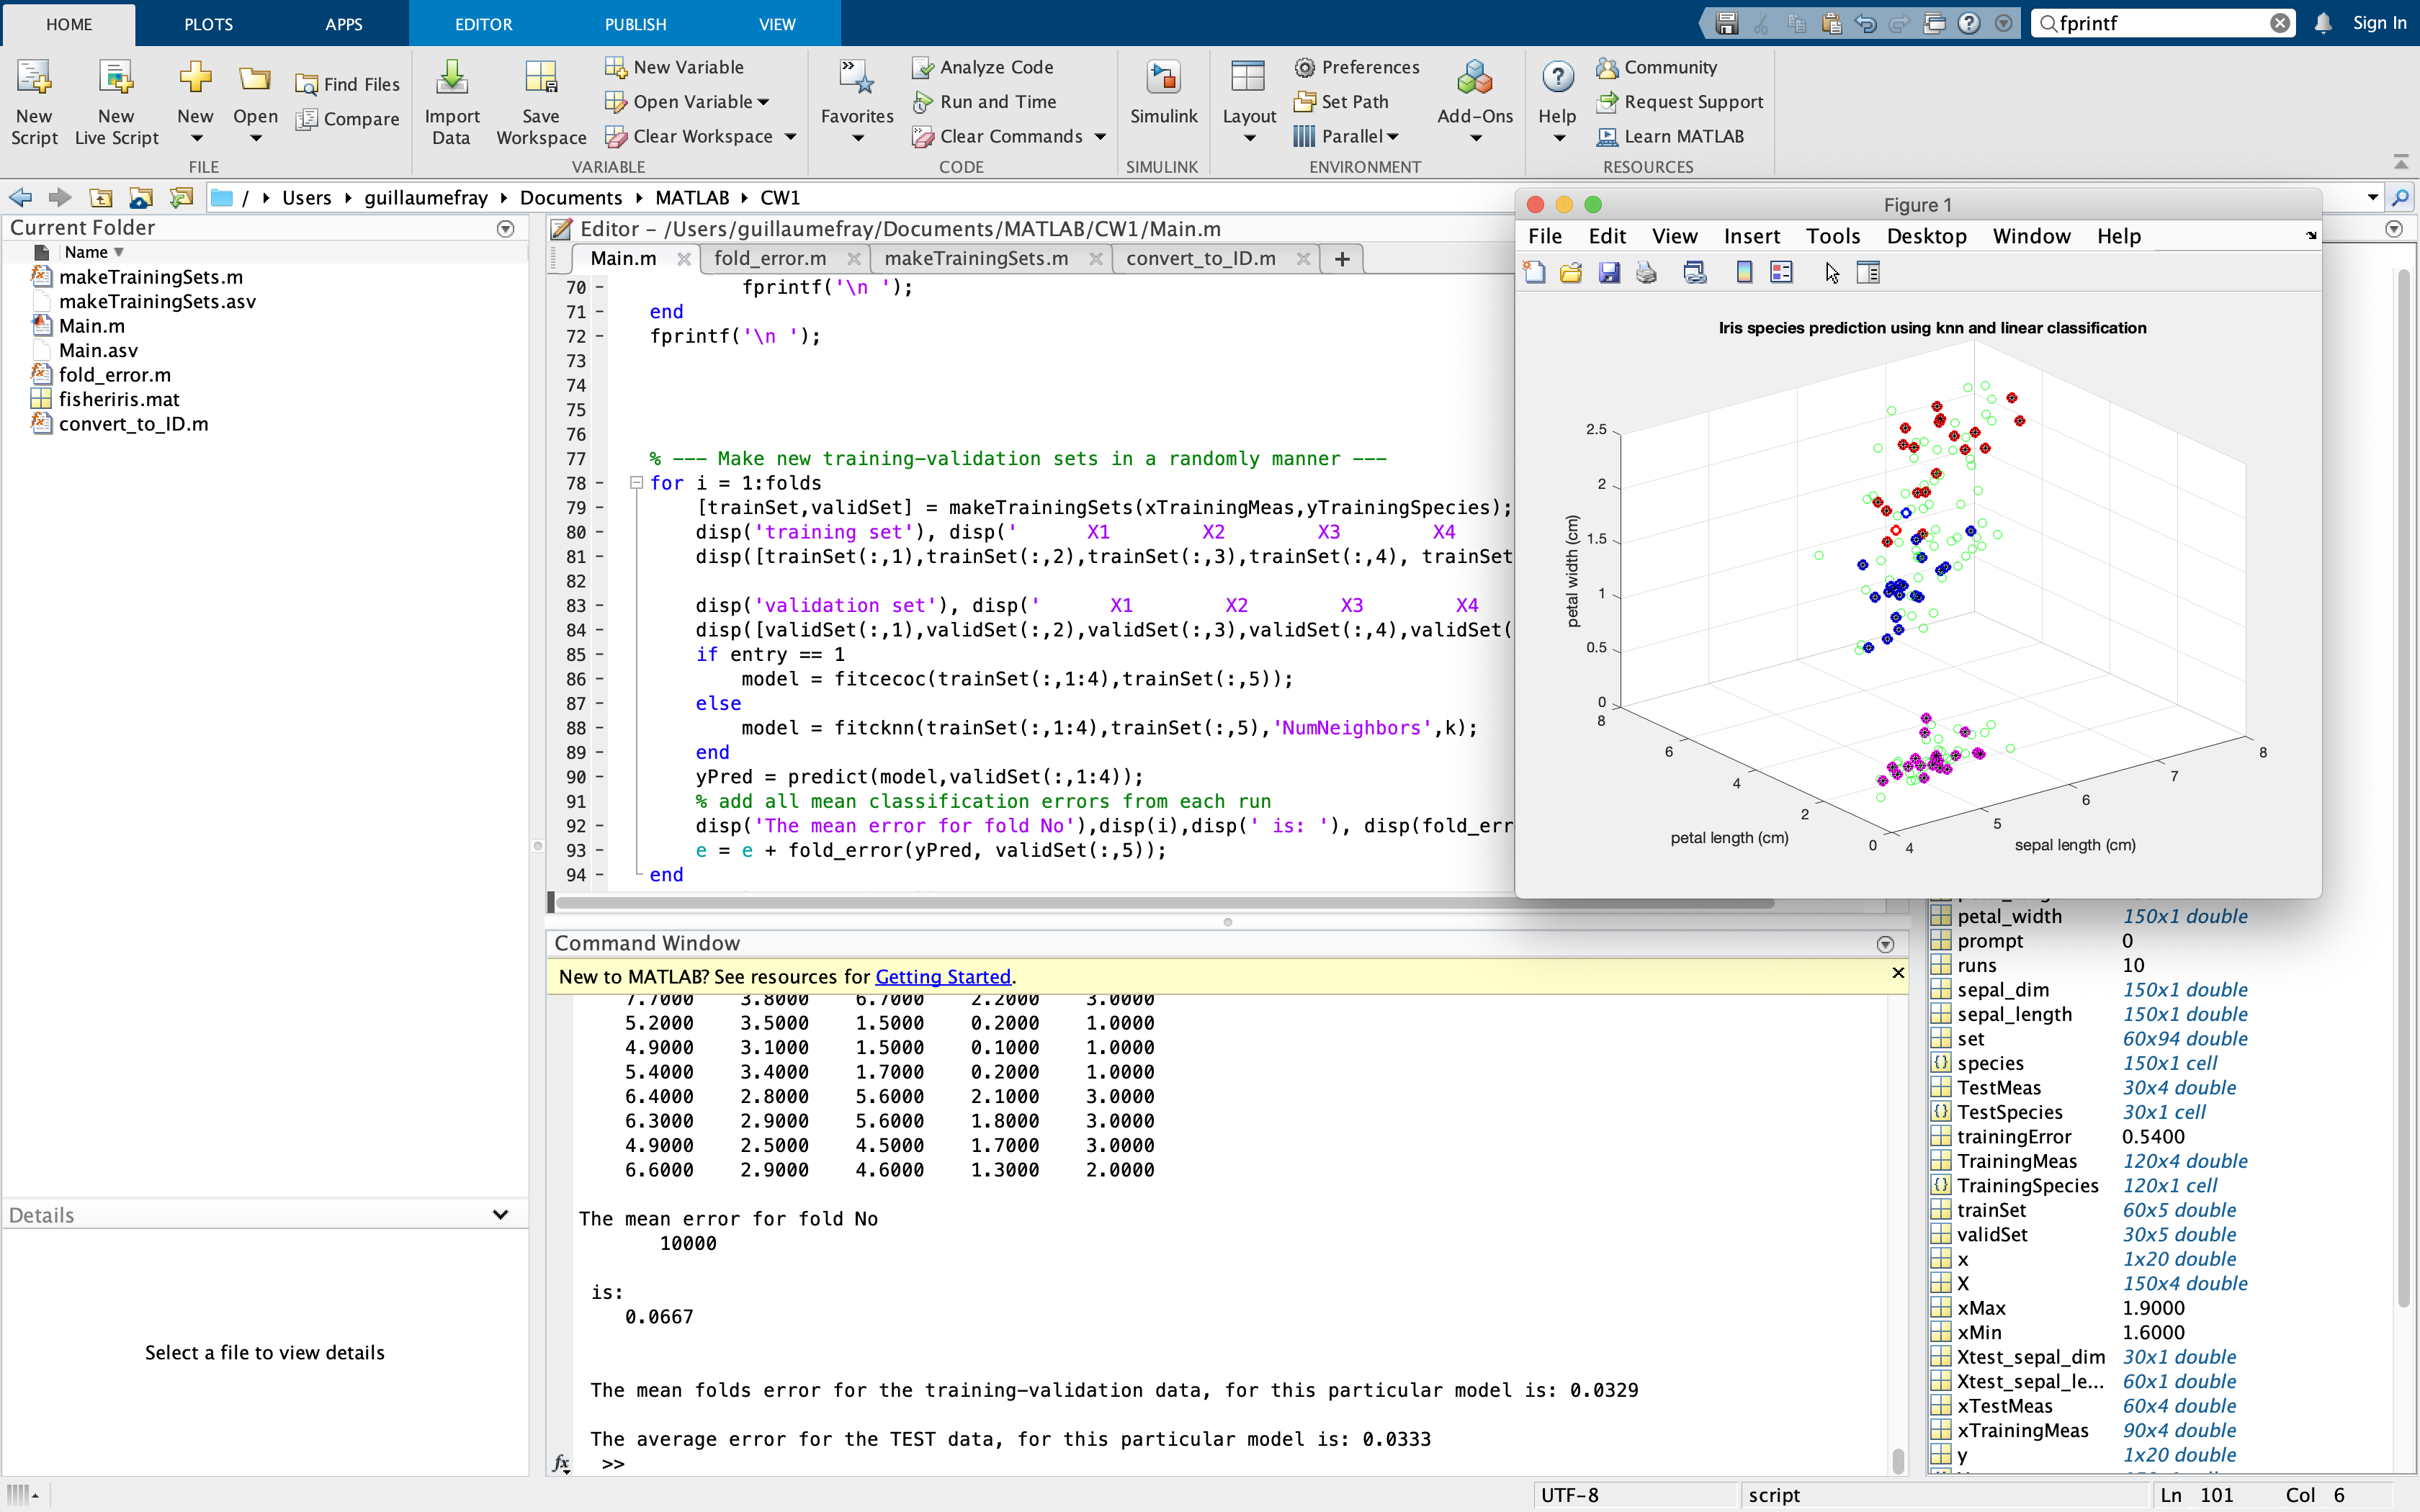 HOME PLOTS APPS EDITOR PUBLISH VIEW fprintf Sign In
New Script
New Live Script
New
Open
Find Files
Compare
FILE
Import Data
Save Workspace
New Variable
Open Variable
Clear Workspace
VARIABLE
Favorites
Analyze Code
Run and Time
Clear Commands
CODE
Simulink
SIMULINK
Layout
Preferences
Set Path
Parallel
Add-Ons
ENVIRONMENT
Help
Community
Request Support
Learn MATLAB
RESOURCES
/ Users guillaumefray Documents MATLAB CW1
Current Folder
Name
makeTrainingSets.m
makeTrainingSets.asv
Main.m
Main.asv
fold_error.m
fisheriris.mat
convert_to_ID.m
Details
Select a file to view details
Editor - /Users/guillaumefray/Documents/MATLAB/CW1/Main.m
Main.m fold_error.m makeTrainingSets.m convert_to_ID.m +
70 - fprintf('\n ');
71 - end
72 - fprintf('\n ');
73
74
75
76
77 % --- Make new training-validation sets in a randomly manner ---
78 - for i = 1:folds
79 - [trainSet,validSet] = makeTrainingSets(xTrainingMeas,yTrainingSpecies);
80 - disp('training set'), disp(' X1 X2 X3 X4
81 - disp([trainSet(:,1),trainSet(:,2),trainSet(:,3),trainSet(:,4), trainSet
82
83 - disp('validation set'), disp(' X1 X2 X3 X4
84 - disp([validSet(:,1),validSet(:,2),validSet(:,3),validSet(:,4),validSet(
85 - if entry == 1
86 - model = fitcecoc(trainSet(:,1:4),trainSet(:,5));
87 - else
88 - model = fitcknn(trainSet(:,1:4),trainSet(:,5),'NumNeighbors',k);
89 - end
90 - yPred = predict(model,validSet(:,1:4));
91 % add all mean classification errors from each run
92 - disp('The mean error for fold No'),disp(i),disp(' is: '), disp(fold_err
93 - e = e + fold_error(yPred, validSet(:,5));
94 - end
Figure 1
File Edit View Insert Tools Desktop Window Help
Iris species prediction using knn and linear classification
2.5
2
1.5
1
0.5
0
petal width (cm)
8
6
4
2
0
petal length (cm)
4
5
6
7
8
sepal length (cm)
Command Window
New to MATLAB? See resources for Getting Started.
7.7000 3.8000 6.7000 2.2000 3.0000
5.2000 3.5000 1.5000 0.2000 1.0000
4.9000 3.1000 1.5000 0.1000 1.0000
5.4000 3.4000 1.7000 0.2000 1.0000
6.4000 2.8000 5.6000 2.1000 3.0000
6.3000 2.9000 5.6000 1.8000 3.0000
4.9000 2.5000 4.5000 1.7000 3.0000
6.6000 2.9000 4.6000 1.3000 2.0000
The mean error for fold No
10000
is:
0.0667
The mean folds error for the training-validation data, for this particular model is: 0.0329
The average error for the TEST data, for this particular model is: 0.0333
fx >>
petal_width 150x1 double
prompt 0
runs 10
sepal_dim 150x1 double
sepal_length 150x1 double
set 60x94 double
species 150x1 cell
TestMeas 30x4 double
TestSpecies 30x1 cell
trainingError 0.5400
TrainingMeas 120x4 double
TrainingSpecies 120x1 cell
trainSet 60x5 double
validSet 30x5 double
x 1x20 double
X 150x4 double
xMax 1.9000
xMin 1.6000
Xtest_sepal_dim 30x1 double
Xtest_sepal_le... 60x1 double
xTestMeas 60x4 double
xTrainingMeas 90x4 double
y 1x20 double
UTF-8 script Ln 101 Col 6